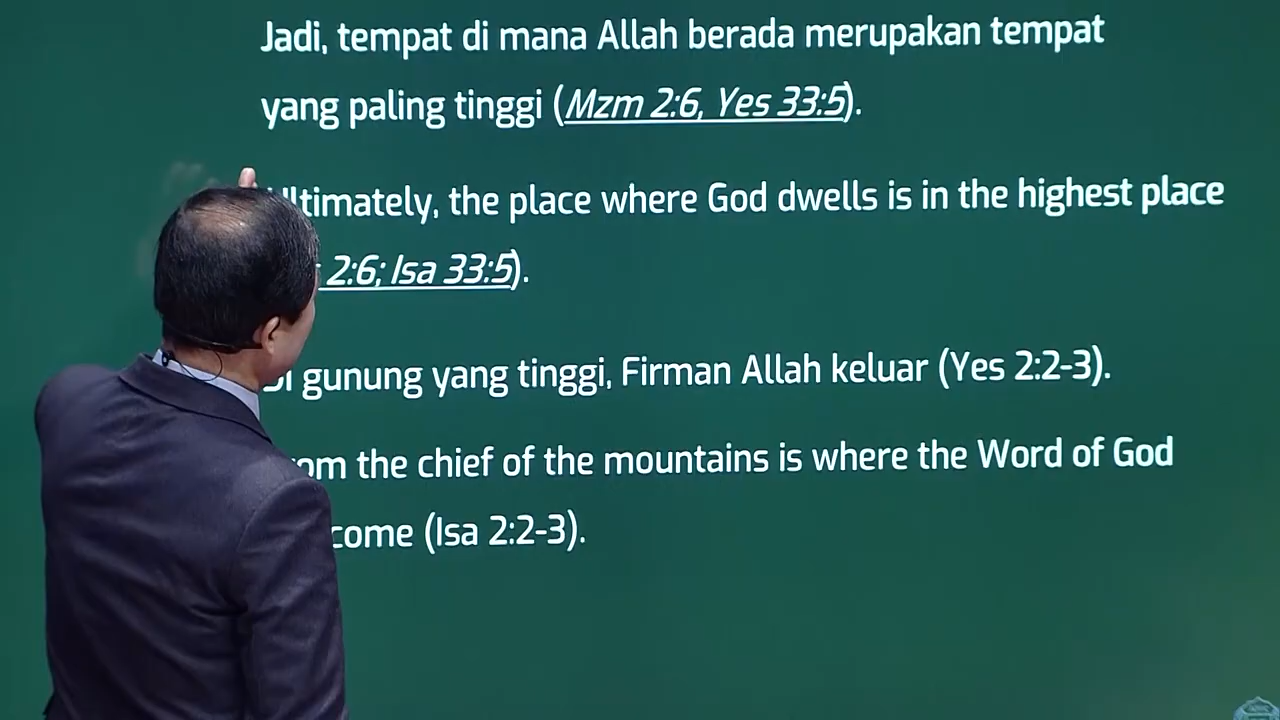 Jadi, tempat di mana Allah berada merupakan tempat
yang paling tinggi (Mzm 2:6, Yes 33:5).
Ultimately, the place where God dwells is in the highest place
2:6; Isa 33:5).
Di gunung yang tinggi, Firman Allah keluar (Yes 2:2-3).
From the chief of the mountains is where the Word of God
come (Isa 2:2-3).